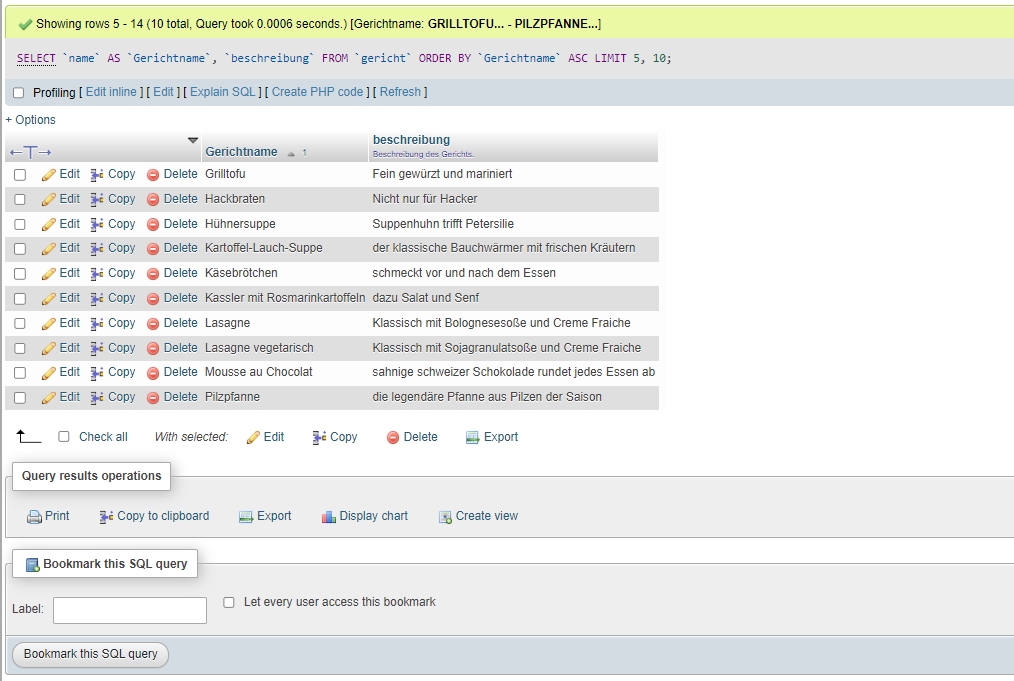 Showing rows 5 - 14 (10 total, Query took 0.0006 seconds.) [Gerichtname: GRILLTOFU... - PILZPFANNE...]
SELECT `name` AS `Gerichtname`, `beschreibung` FROM `gericht` ORDER BY `Gerichtname` ASC LIMIT 5, 10;
Profiling [ Edit inline ] [ Edit ] [ Explain SQL ] [ Create PHP code ] [ Refresh ]
+ Options
←T→ Gerichtname 1 beschreibung
Beschreibung des Gerichts.
Edit Copy Delete Grilltofu Fein gewürzt und mariniert
Edit Copy Delete Hackbraten Nicht nur für Hacker
Edit Copy Delete Hühnersuppe Suppenhuhn trifft Petersilie
Edit Copy Delete Kartoffel-Lauch-Suppe der klassische Bauchwärmer mit frischen Kräutern
Edit Copy Delete Käsebrötchen schmeckt vor und nach dem Essen
Edit Copy Delete Kassler mit Rosmarinkartoffeln dazu Salat und Senf
Edit Copy Delete Lasagne Klassisch mit Bolognesesoße und Creme Fraiche
Edit Copy Delete Lasagne vegetarisch Klassisch mit Sojagranulatsoße und Creme Fraiche
Edit Copy Delete Mousse au Chocolat sahnige schweizer Schokolade rundet jedes Essen ab
Edit Copy Delete Pilzpfanne die legendäre Pfanne aus Pilzen der Saison
Check all With selected: Edit Copy Delete Export
Query results operations
Print Copy to clipboard Export Display chart Create view
Bookmark this SQL query
Label: Let every user access this bookmark
Bookmark this SQL query